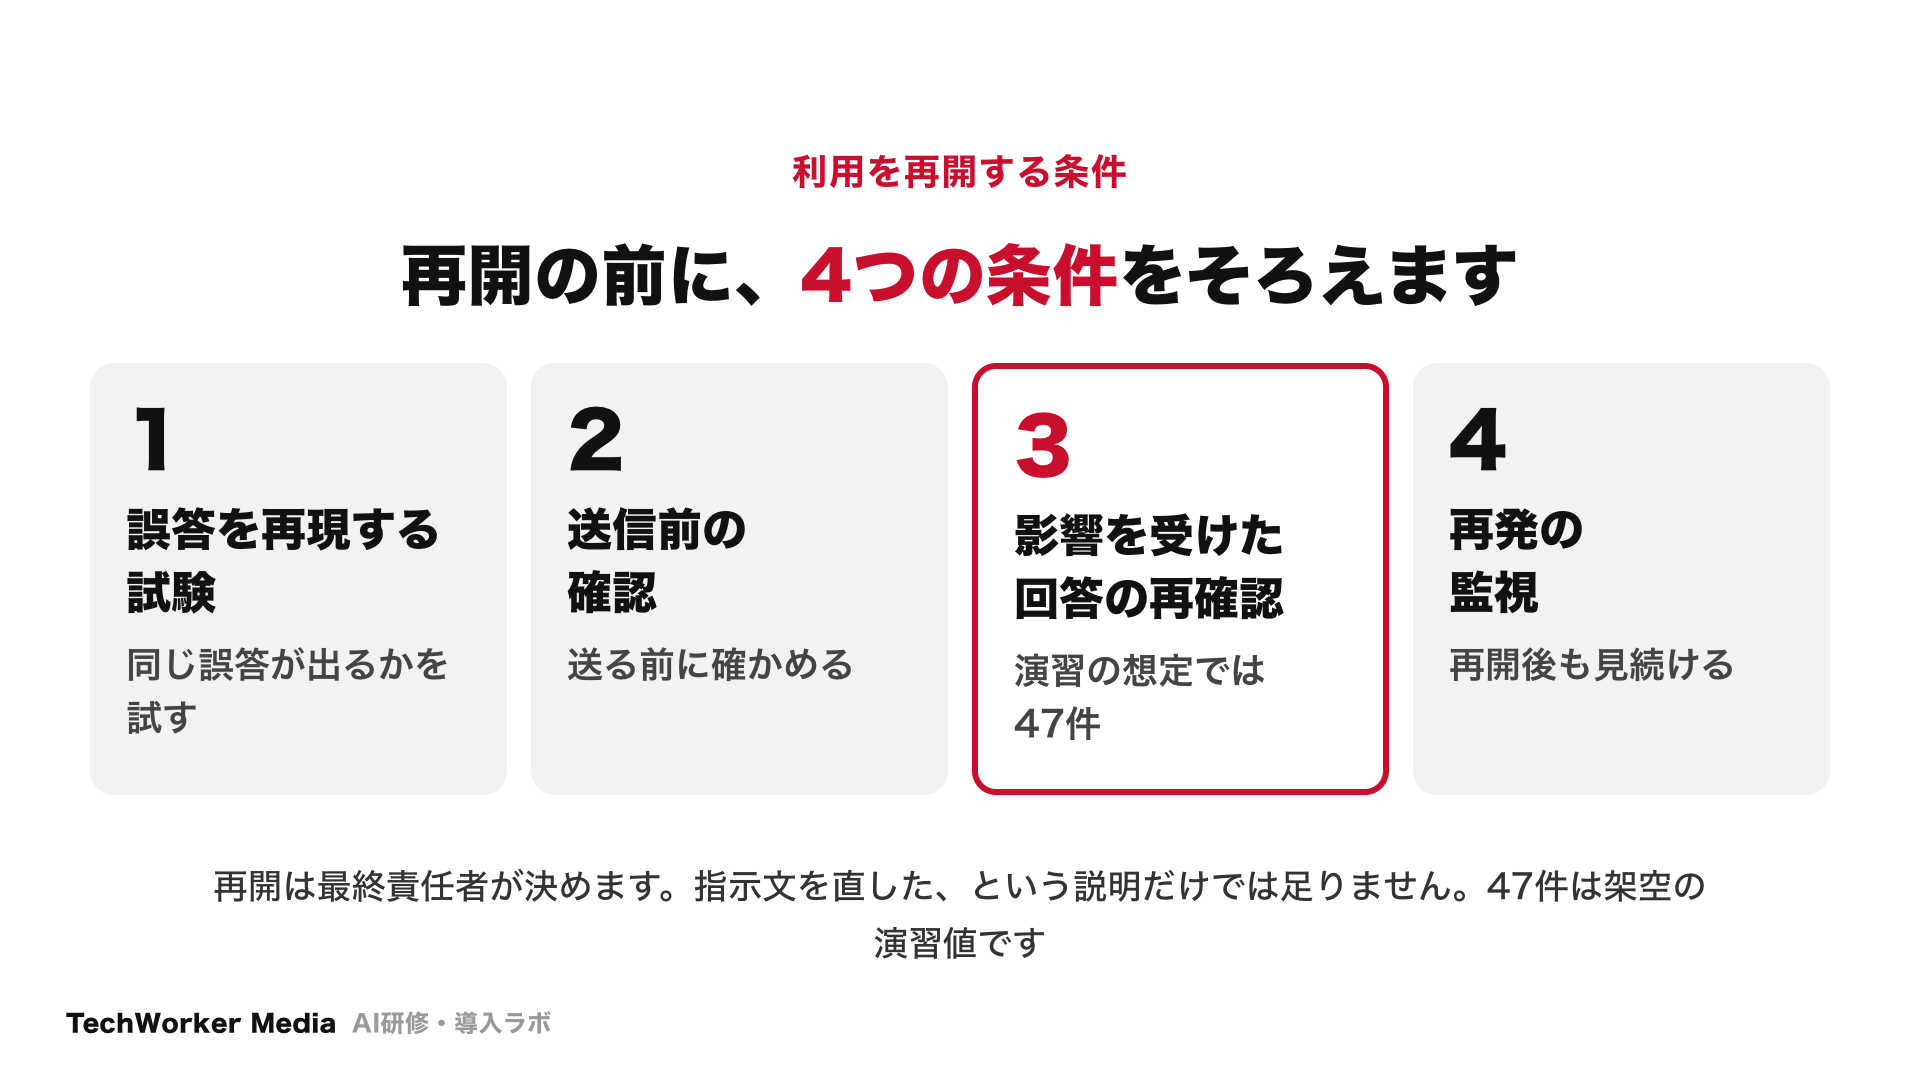 利用を再開する条件
再開の前に、4つの条件をそろえます
1
誤答を再現する
試験
同じ誤答が出るかを
試す
2
送信前の
確認
送る前に確かめる
3
影響を受けた
回答の再確認
演習の想定では
47件
4
再発の
監視
再開後も見続ける
再開は最終責任者が決めます。指示文を直した、という説明だけでは足りません。47件は架空の
演習値です
TechWorker Media AI研修・導入ラボ